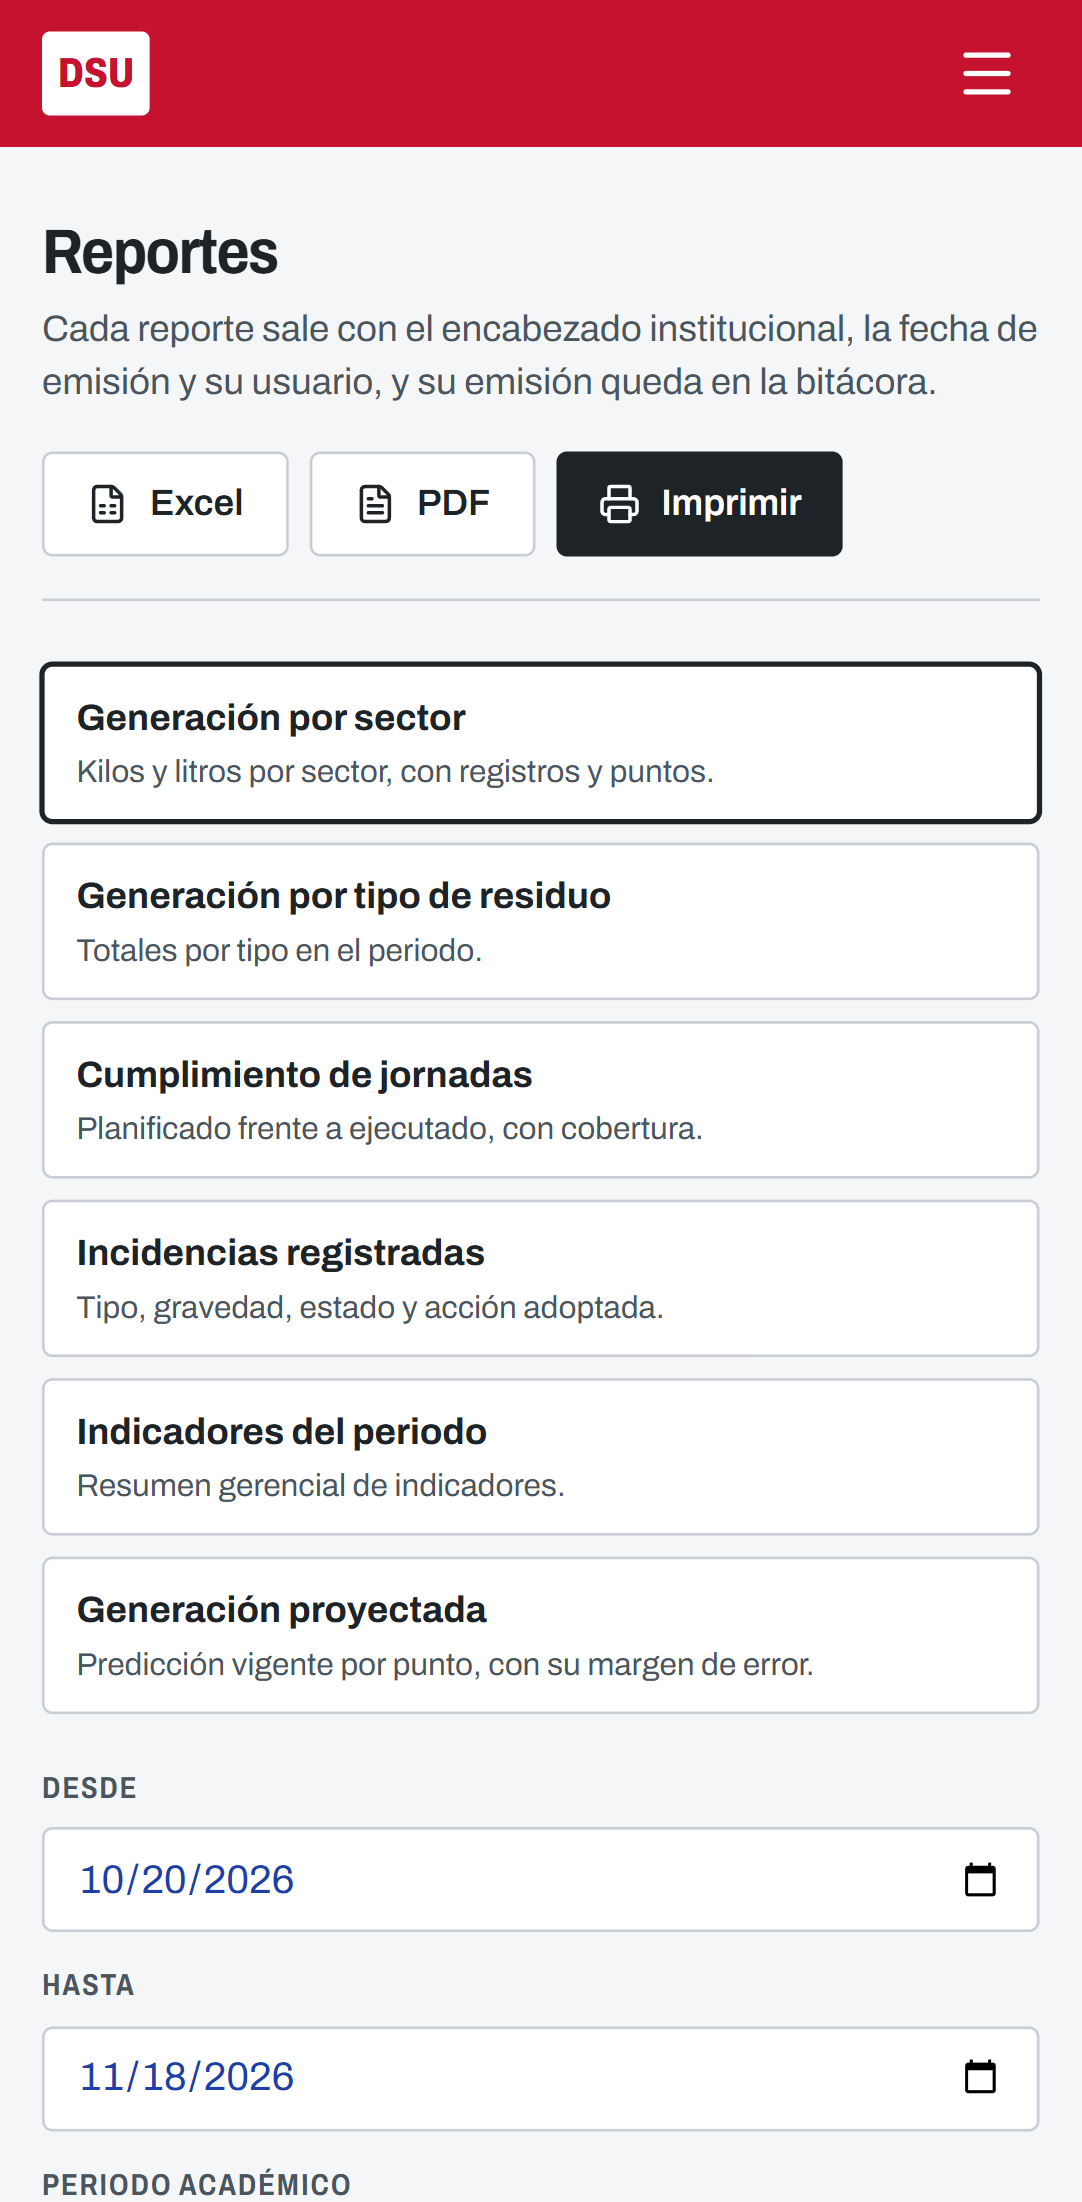 DSU
Reportes
Cada reporte sale con el encabezado institucional, la fecha de
emisión y su usuario, y su emisión queda en la bitácora.
Excel
PDF
Imprimir
Generación por sector
Kilos y litros por sector, con registros y puntos.
Generación por tipo de residuo
Totales por tipo en el periodo.
Cumplimiento de jornadas
Planificado frente a ejecutado, con cobertura.
Incidencias registradas
Tipo, gravedad, estado y acción adoptada.
Indicadores del periodo
Resumen gerencial de indicadores.
Generación proyectada
Predicción vigente por punto, con su margen de error.
DESDE
10/20/2026
HASTA
11/18/2026
PERIODO ACADÉMICO